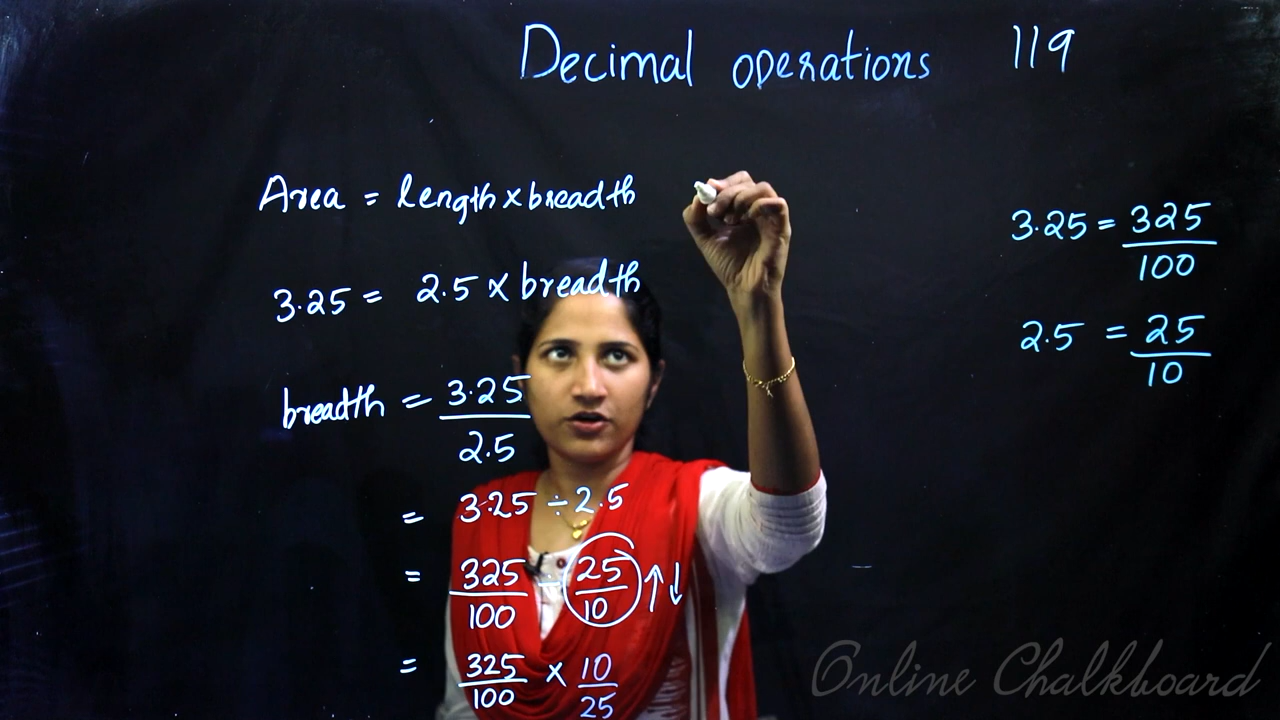 Decimal operations 119
Area = length × breadth
3.25 = 2.5 × breadth
breadth = 3.25/2.5
= 3.25 ÷ 2.5
= 325/100 ÷ 25/10 ↑↓
= 325/100 × 10/25
3.25 = 325/100
2.5 = 25/10
Online Chalkboard